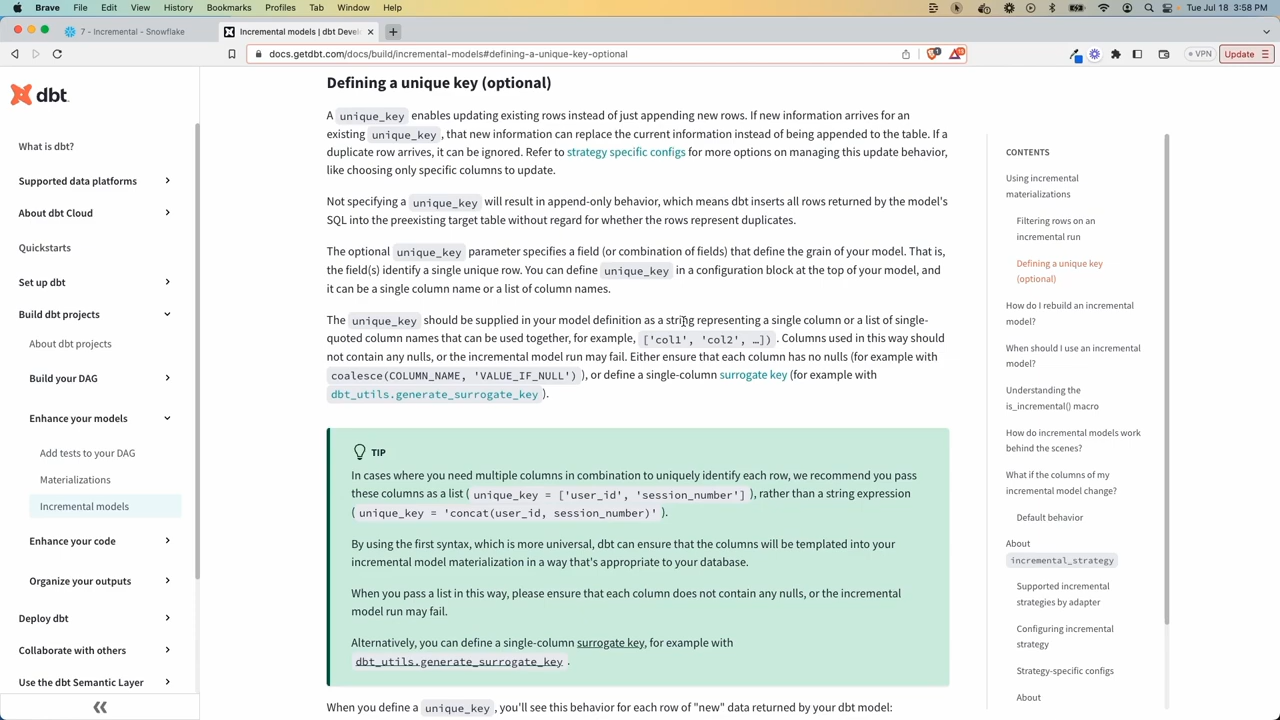 Brave File Edit View History Bookmarks Profiles Tab Window Help
Tue Jul 18 3:58 PM
7 - Incremental - Snowflake
Incremental models | dbt Deve
docs.getdbt.com/docs/build/incremental-models#defining-a-unique-key-optional
VPN
Update
dbt
What is dbt?
Supported data platforms
About dbt Cloud
Quickstarts
Set up dbt
Build dbt projects
About dbt projects
Build your DAG
Enhance your models
Add tests to your DAG
Materializations
Incremental models
Enhance your code
Organize your outputs
Deploy dbt
Collaborate with others
Use the dbt Semantic Layer
Defining a unique key (optional)
A unique_key enables updating existing rows instead of just appending new rows. If new information arrives for an
existing unique_key, that new information can replace the current information instead of being appended to the table. If a
duplicate row arrives, it can be ignored. Refer to strategy specific configs for more options on managing this update behavior,
like choosing only specific columns to update.
Not specifying a unique_key will result in append-only behavior, which means dbt inserts all rows returned by the model's
SQL into the preexisting target table without regard for whether the rows represent duplicates.
The optional unique_key parameter specifies a field (or combination of fields) that define the grain of your model. That is,
the field(s) identify a single unique row. You can define unique_key in a configuration block at the top of your model, and
it can be a single column name or a list of column names.
The unique_key should be supplied in your model definition as a string representing a single column or a list of single-
quoted column names that can be used together, for example, ['col1', 'col2', …]). Columns used in this way should
not contain any nulls, or the incremental model run may fail. Either ensure that each column has no nulls (for example with
coalesce(COLUMN_NAME, 'VALUE_IF_NULL')), or define a single-column surrogate key (for example with
dbt_utils.generate_surrogate_key).
TIP
In cases where you need multiple columns in combination to uniquely identify each row, we recommend you pass
these columns as a list (unique_key = ['user_id', 'session_number']), rather than a string expression
(unique_key = 'concat(user_id, session_number)').
By using the first syntax, which is more universal, dbt can ensure that the columns will be templated into your
incremental model materialization in a way that's appropriate to your database.
When you pass a list in this way, please ensure that each column does not contain any nulls, or the incremental
model run may fail.
Alternatively, you can define a single-column surrogate key, for example with
dbt_utils.generate_surrogate_key.
When you define a unique_key, you'll see this behavior for each row of "new" data returned by your dbt model:
CONTENTS
Using incremental
materializations
Filtering rows on an
incremental run
Defining a unique key
(optional)
How do I rebuild an incremental
model?
When should I use an incremental
model?
Understanding the
is_incremental() macro
How do incremental models work
behind the scenes?
What if the columns of my
incremental model change?
Default behavior
About
incremental_strategy
Supported incremental
strategies by adapter
Configuring incremental
strategy
Strategy-specific configs
About